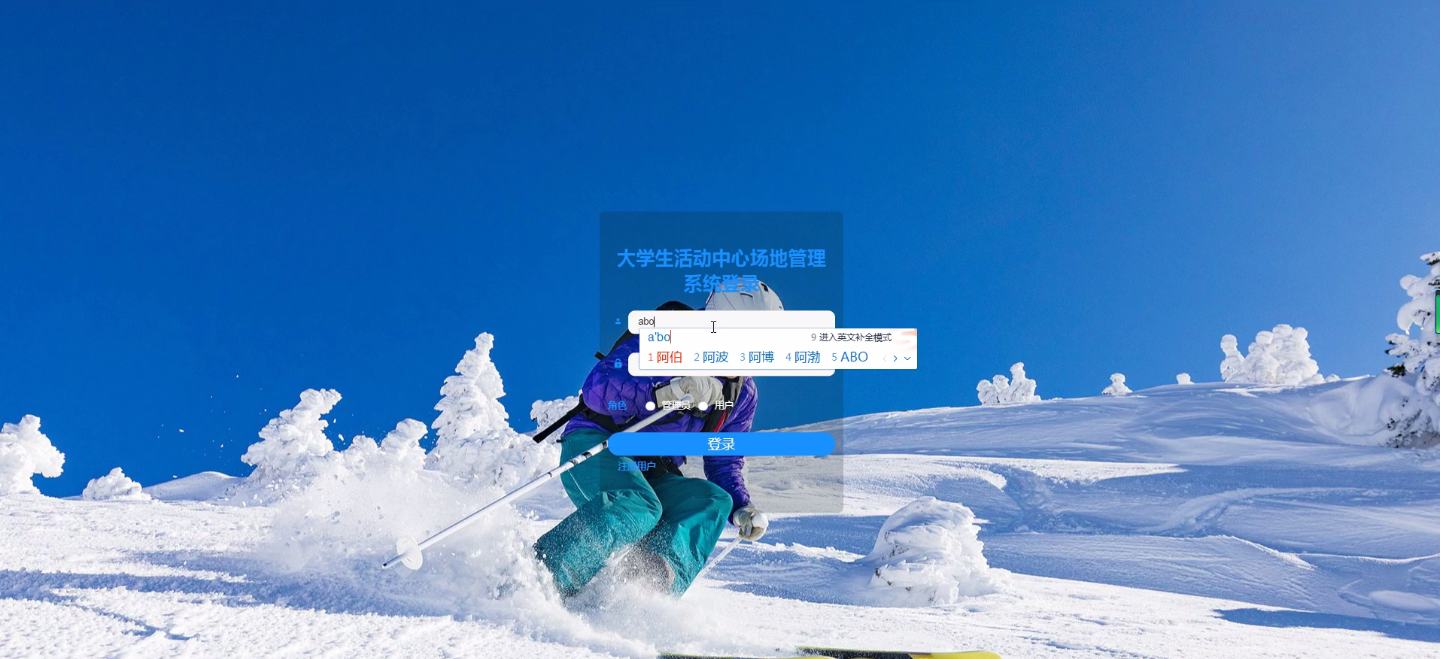 大学生活动中心场地管理
系统登录
abo
a'bo 9 进入英文补全模式
1 阿伯 2 阿波 3 阿博 4 阿渤 5 ABO
角色 管理员 用户
登录
注册用户